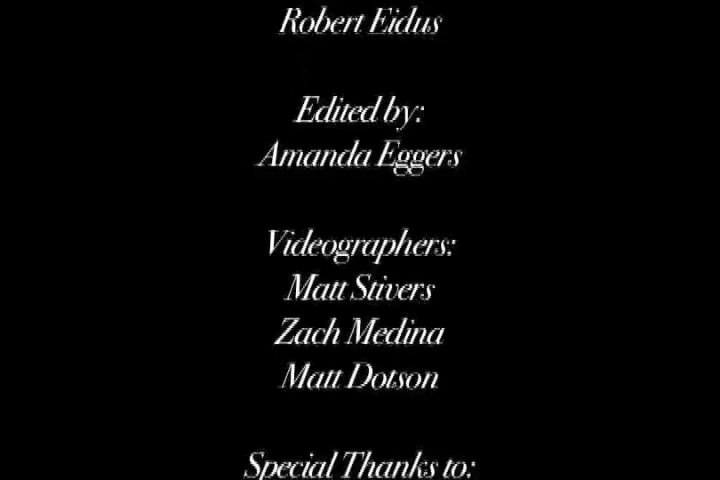 Robert Eidus
Edited by:
Amanda Eggers
Videographers:
Matt Stivers
Zach Medina
Matt Dotson
Special Thanks to: